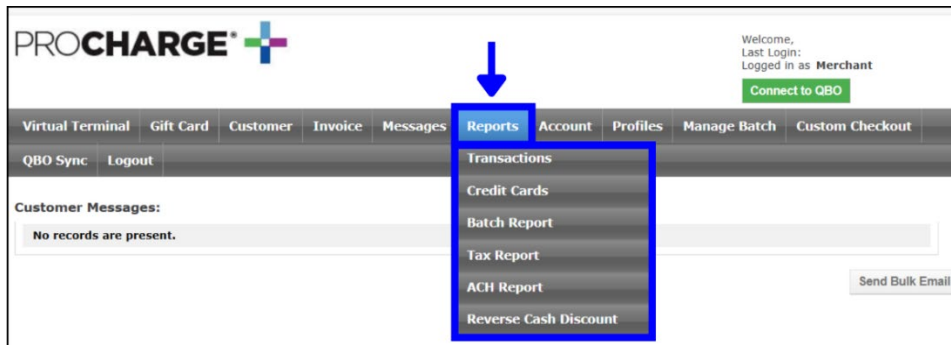 PROCHARGE
Welcome,
Last Login:
Logged in as Merchant
Connect to QBO
Virtual Terminal Gift Card Customer Invoice Messages Reports Account Profiles Manage Batch Custom Checkout
QBO Sync Logout
Transactions
Credit Cards
Batch Report
Tax Report
ACH Report
Reverse Cash Discount
Customer Messages:
No records are present.
Send Bulk Email